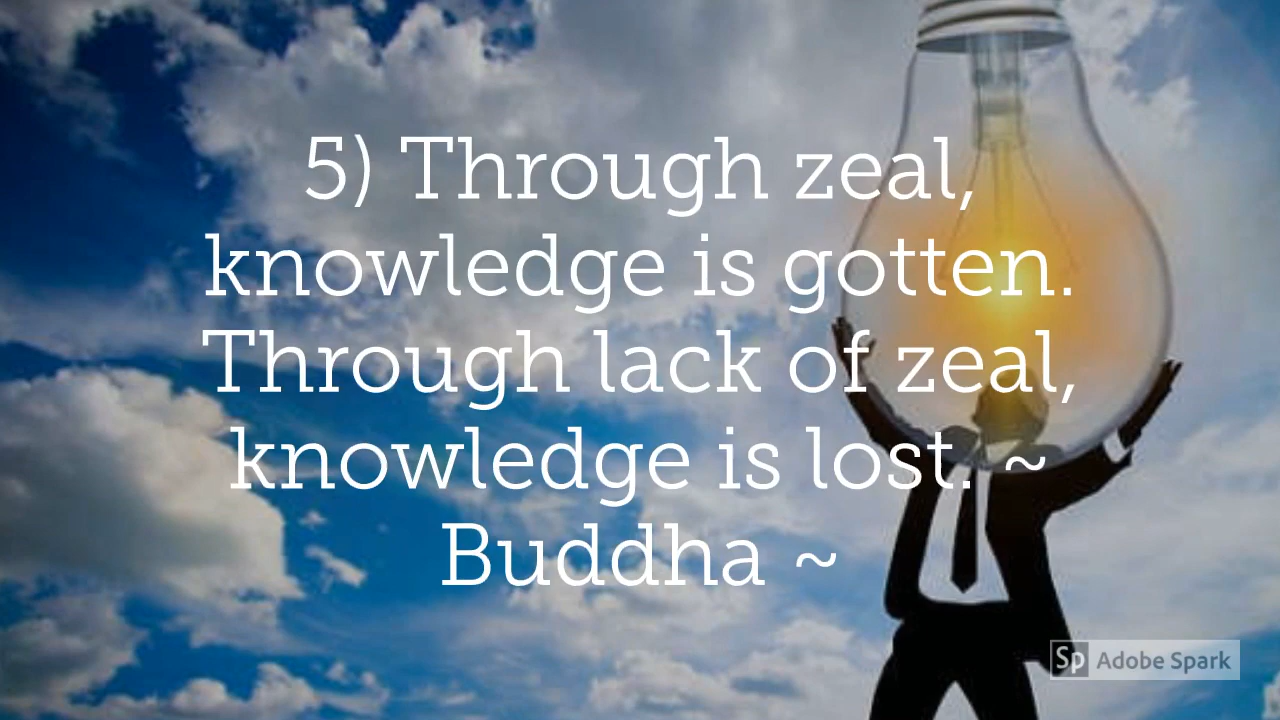 5) Through zeal,
knowledge is gotten.
Through lack of zeal,
knowledge is lost. ~
Buddha ~
Sp Adobe Spark